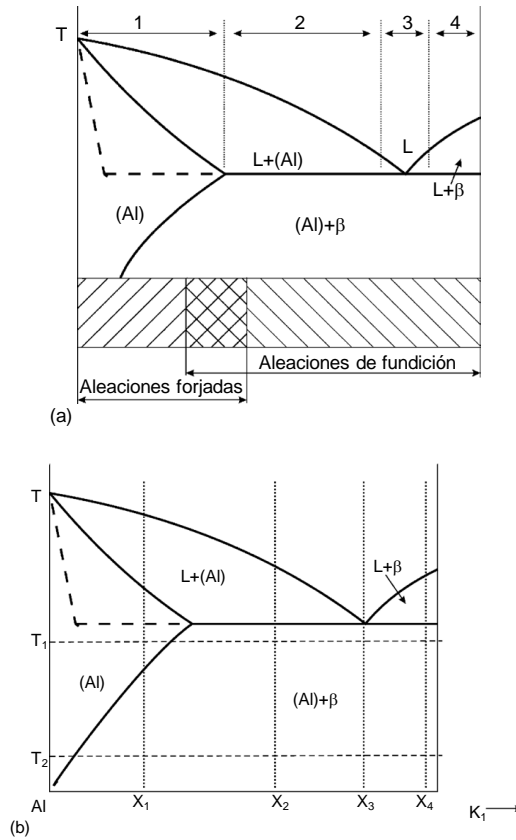 1 2 3 4
T
L
L+(Al)
L+β
(Al)
(Al)+β
Aleaciones de fundición
Aleaciones forjadas
(a)
T
L+β
L+(Al)
T₁
(Al)
(Al)+β
T₂
Al X₁ X₂ X₃ X₄ K₁
(b)